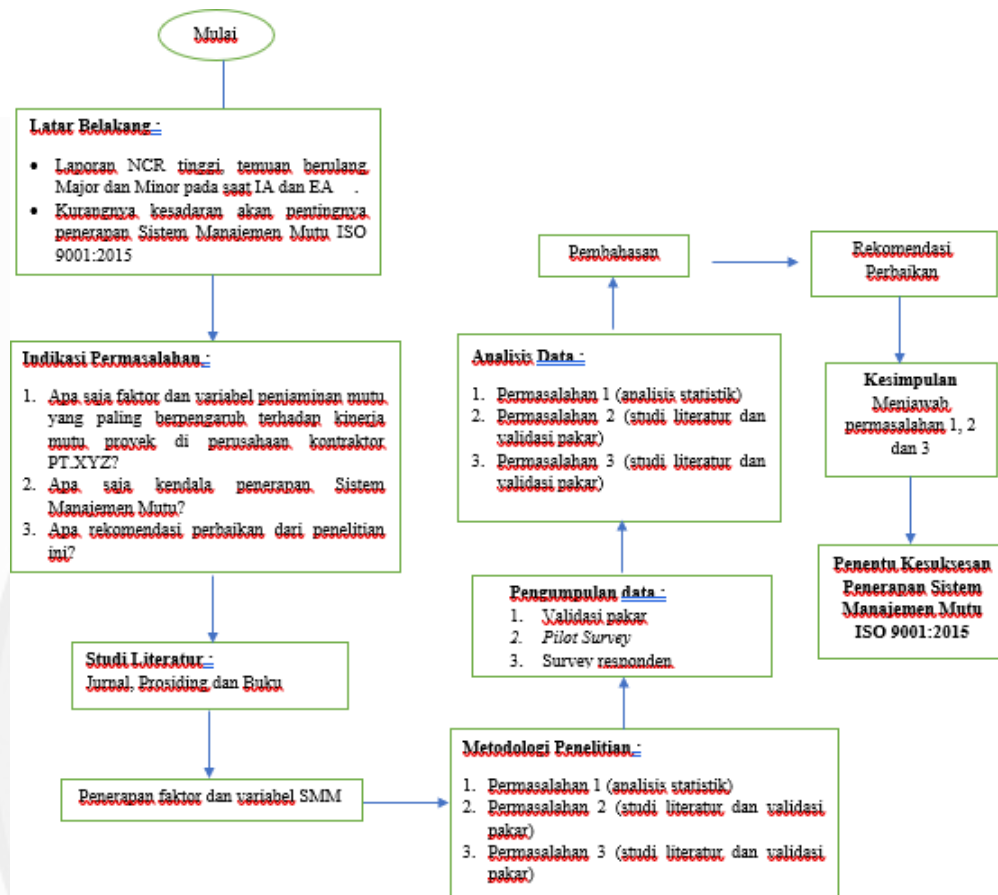 Mulai
Latar Belakang :
• Laporan NCR tinggi, temuan berulang
Major dan Minor pada saat IA dan EA .
• Kurangnya kesadaran akan pentingnya
penerapan Sistem Manajemen Mutu ISO
9001:2015
Indikasi Permasalahan :
1. Apa saja faktor dan variabel penjaminan mutu
yang paling berpengaruh terhadap kinerja
mutu proyek di perusahaan kontraktor
PT.XYZ?
2. Apa saja kendala penerapan Sistem
Manajemen Mutu?
3. Apa rekomendasi perbaikan dari penelitian
ini?
Studi Literatur :
Jurnal, Prosiding dan Buku
Penerapan faktor dan variabel SMM
Metodologi Penelitian :
1. Permasalahan 1 (analisis statistik)
2. Permasalahan 2 (studi literatur dan validasi
pakar)
3. Permasalahan 3 (studi literatur dan validasi
pakar)
Pengumpulan data :
1. Validasi pakar
2. Pilot Survey
3. Survey responden
Analisis Data :
1. Permasalahan 1 (analisis statistik)
2. Permasalahan 2 (studi literatur dan
validasi pakar)
3. Permasalahan 3 (studi literatur dan
validasi pakar)
Pembahasan
Rekomendasi
Perbaikan
Kesimpulan
Menjawab
permasalahan 1, 2
dan 3
Penentu Kesuksesan
Penerapan Sistem
Manajemen Mutu
ISO 9001:2015